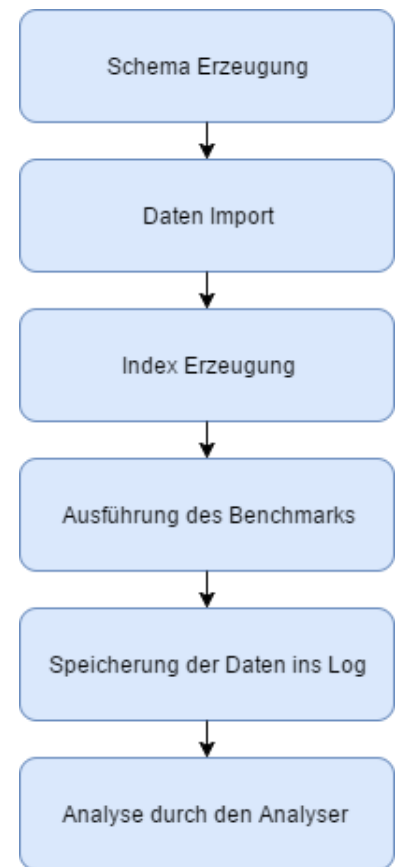 Schema Erzeugung
Daten Import
Index Erzeugung
Ausführung des Benchmarks
Speicherung der Daten ins Log
Analyse durch den Analyser